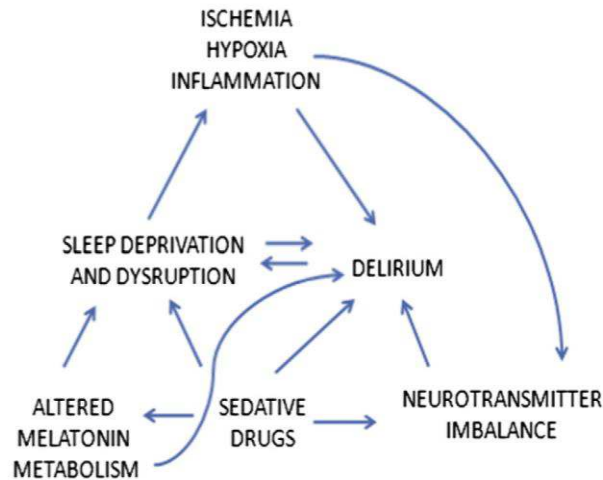 ISCHEMIA
HYPOXIA
INFLAMMATION
SLEEP DEPRIVATION
AND DYSRUPTION
DELIRIUM
ALTERED
MELATONIN
METABOLISM
SEDATIVE
DRUGS
NEUROTRANSMITTER
IMBALANCE